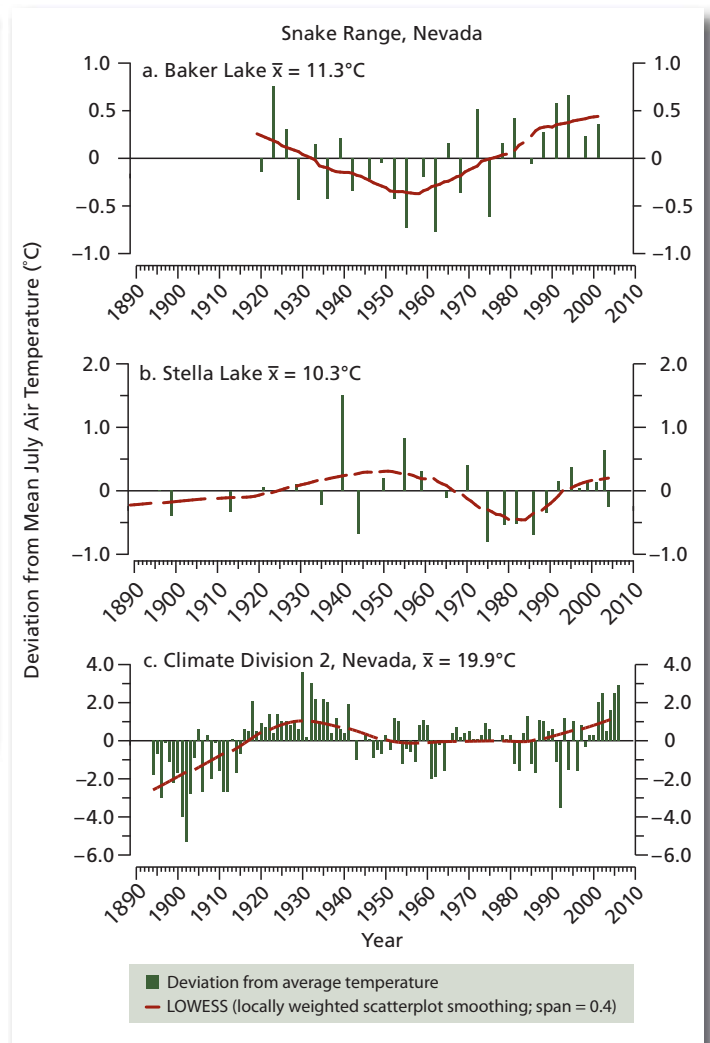 Snake Range, Nevada
a. Baker Lake x̅ = 11.3°C
1.0 1.0
0.5 0.5
0 0
−0.5 −0.5
−1.0 −1.0
1890 1900 1910 1920 1930 1940 1950 1960 1970 1980 1990 2000 2010
Deviation from Mean July Air Temperature (˚C)
b. Stella Lake x̅ = 10.3°C
2.0 2.0
1.0 1.0
0 0
−1.0 −1.0
1890 1900 1910 1920 1930 1940 1950 1960 1970 1980 1990 2000 2010
c. Climate Division 2, Nevada, x̅ = 19.9°C
4.0 4.0
2.0 2.0
0 0
−2.0 −2.0
−4.0 −4.0
−6.0 −6.0
1890 1900 1910 1920 1930 1940 1950 1960 1970 1980 1990 2000 2010
Year
Deviation from average temperature
LOWESS (locally weighted scatterplot smoothing; span = 0.4)